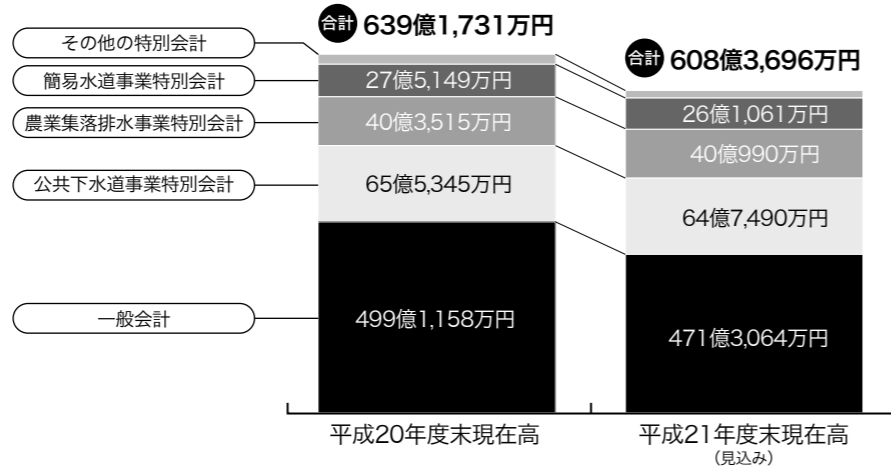 合計 639億1,731万円
合計 608億3,696万円
その他の特別会計
簡易水道事業特別会計
27億5,149万円
26億1,061万円
農業集落排水事業特別会計
40億3,515万円
40億990万円
公共下水道事業特別会計
65億5,345万円
64億7,490万円
一般会計
499億1,158万円
471億3,064万円
平成20年度末現在高
平成21年度末現在高
(見込み)